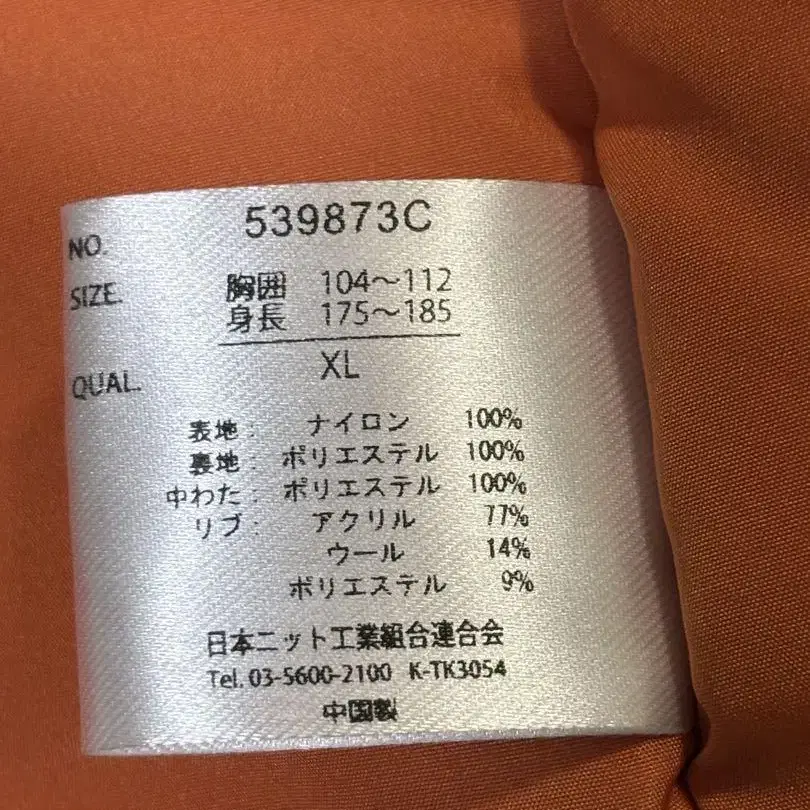 NO. 539873C
SIZE. 胸囲 104～112
身長 175～185
XL
QUAL.
表地: ナイロン 100%
裏地: ポリエステル 100%
中わた: ポリエステル 100%
リブ: アクリル 77%
ウール 14%
ポリエステル 9%
日本ニット工業組合連合会
Tel. 03-5600-2100 K-TK3054
中国製